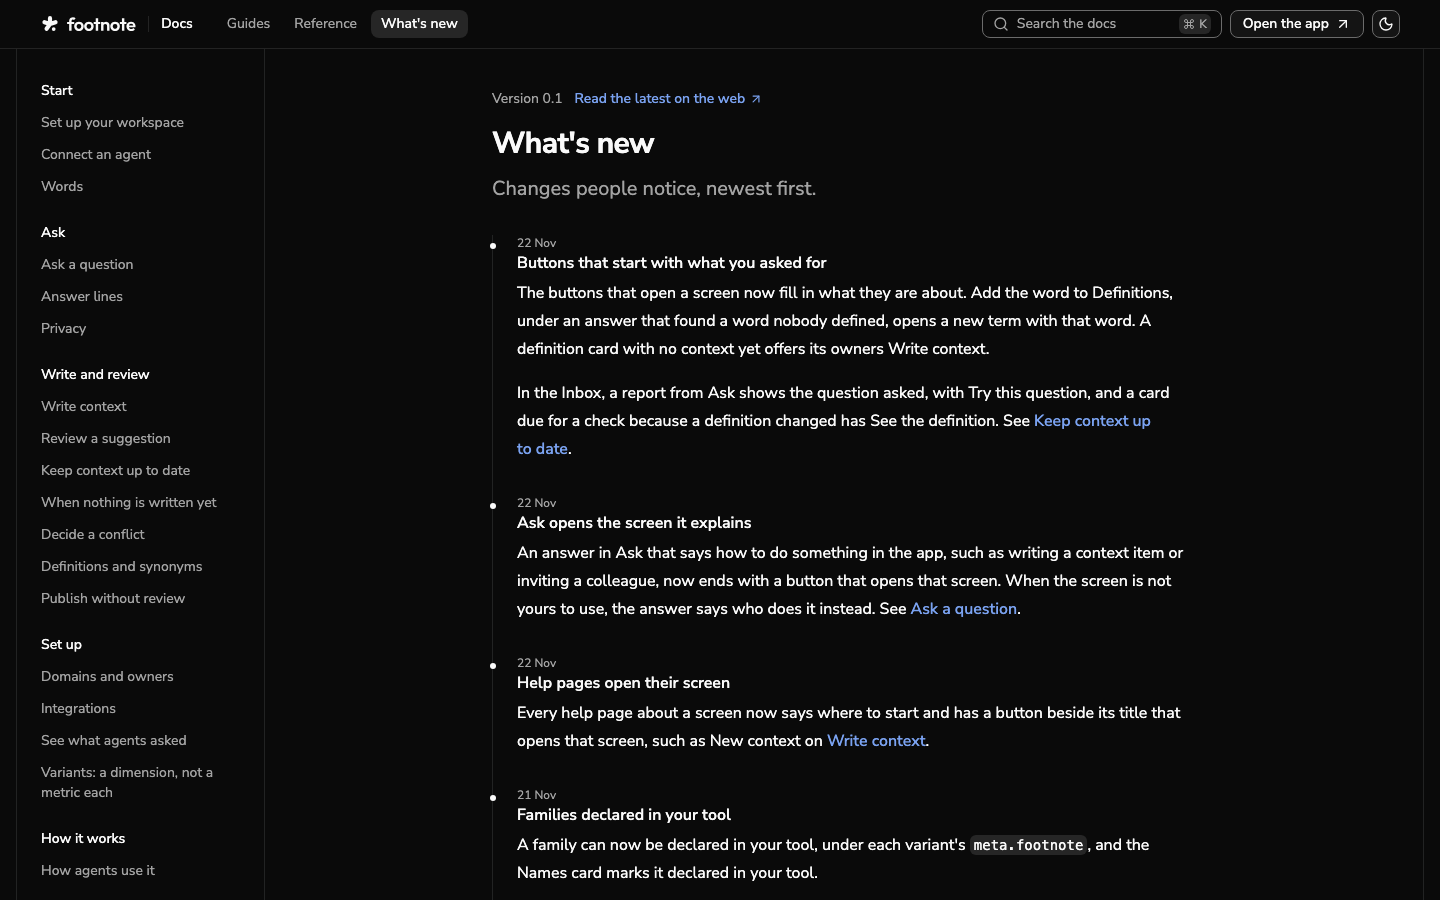 footnote
Docs
Guides
Reference
What's new
Search the docs
⌘ K
Open the app
Start
Set up your workspace
Connect an agent
Words
Ask
Ask a question
Answer lines
Privacy
Write and review
Write context
Review a suggestion
Keep context up to date
When nothing is written yet
Decide a conflict
Definitions and synonyms
Publish without review
Set up
Domains and owners
Integrations
See what agents asked
Variants: a dimension, not a
metric each
How it works
How agents use it
Version 0.1 Read the latest on the web
What's new
Changes people notice, newest first.
22 Nov
Buttons that start with what you asked for
The buttons that open a screen now fill in what they are about. Add the word to Definitions,
under an answer that found a word nobody defined, opens a new term with that word. A
definition card with no context yet offers its owners Write context.
In the Inbox, a report from Ask shows the question asked, with Try this question, and a card
due for a check because a definition changed has See the definition. See Keep context up
to date.
22 Nov
Ask opens the screen it explains
An answer in Ask that says how to do something in the app, such as writing a context item or
inviting a colleague, now ends with a button that opens that screen. When the screen is not
yours to use, the answer says who does it instead. See Ask a question.
22 Nov
Help pages open their screen
Every help page about a screen now says where to start and has a button beside its title that
opens that screen, such as New context on Write context.
21 Nov
Families declared in your tool
A family can now be declared in your tool, under each variant's meta.footnote, and the
Names card marks it declared in your tool.